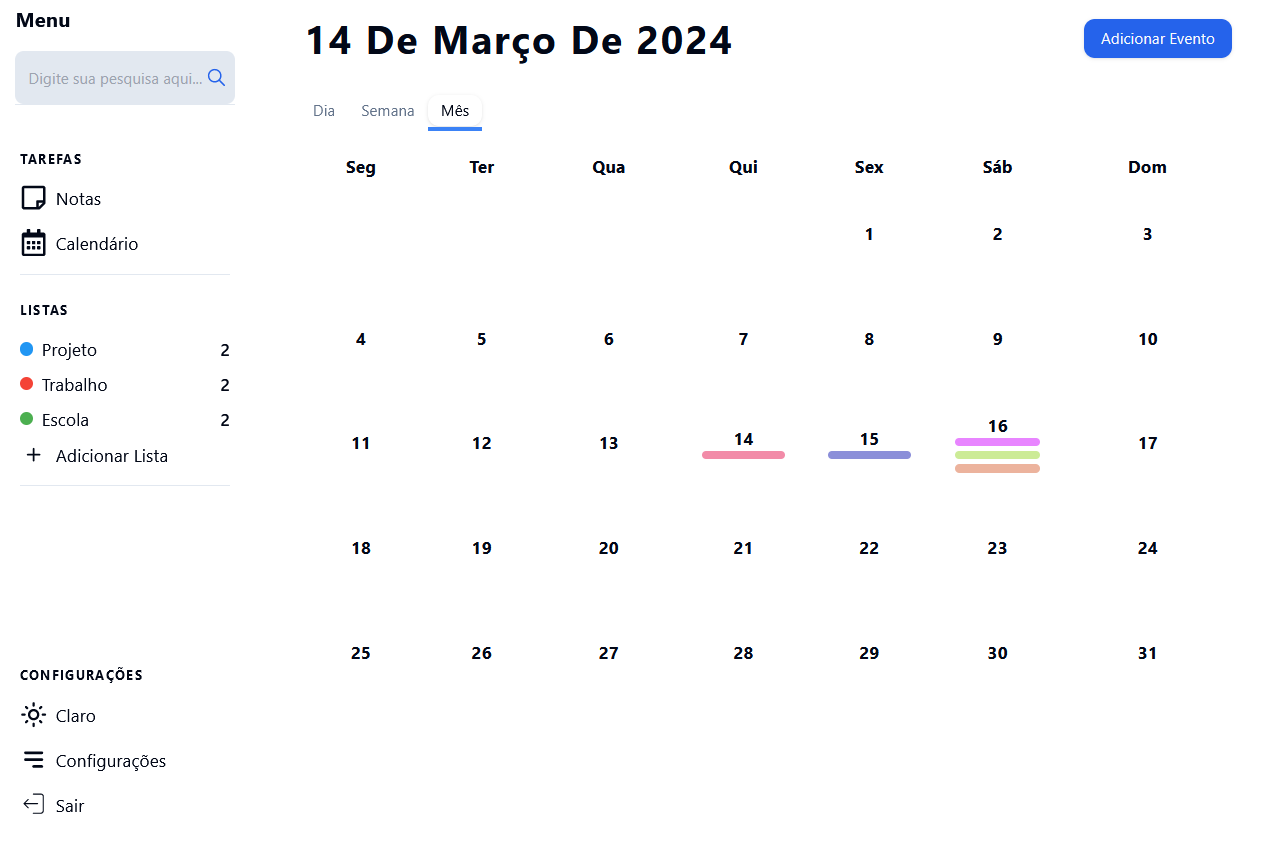 Menu
Digite sua pesquisa aqui...
TAREFAS
Notas
Calendário
LISTAS
Projeto 2
Trabalho 2
Escola 2
+ Adicionar Lista
CONFIGURAÇÕES
Claro
Configurações
Sair
14 De Março De 2024
Adicionar Evento
Dia Semana Mês
Seg Ter Qua Qui Sex Sáb Dom
1 2 3
4 5 6 7 8 9 10
11 12 13 14 15 16 17
18 19 20 21 22 23 24
25 26 27 28 29 30 31